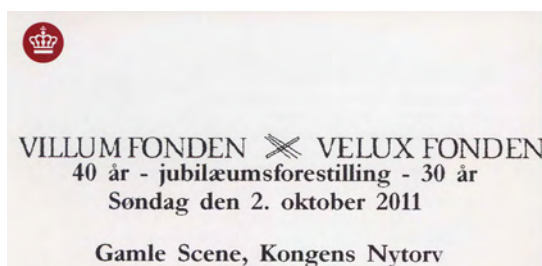 VILLUM FONDEN VELUX FONDEN
40 år - jubilæumsforestilling - 30 år
Søndag den 2. oktober 2011
Gamle Scene, Kongens Nytorv